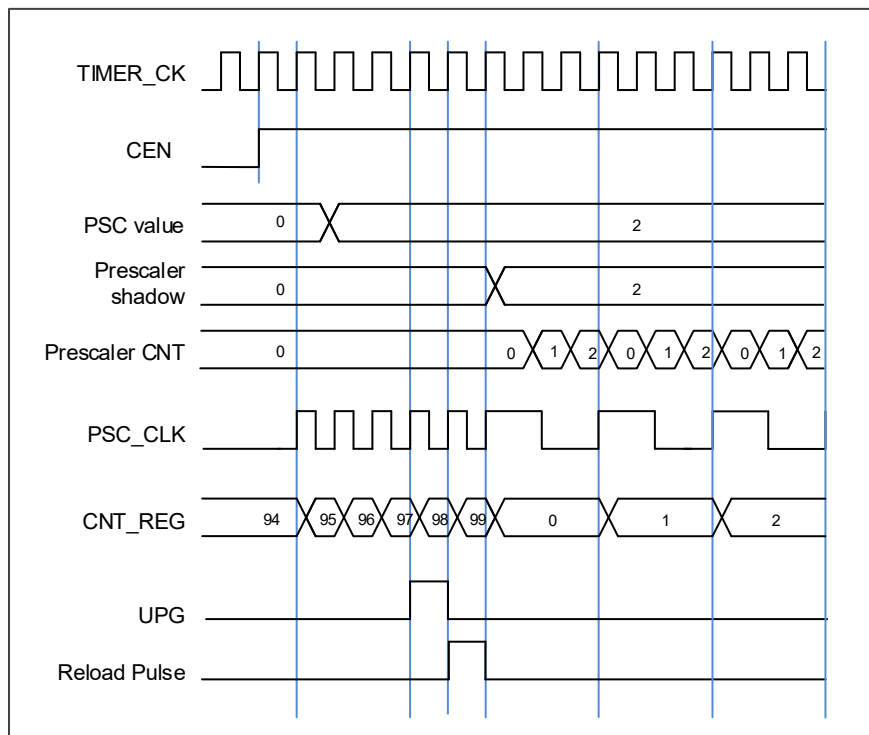 TIMER_CK
CEN
PSC value 0 2
Prescaler
shadow 0 2
Prescaler CNT 0 0 1 2 0 1 2 0 1 2
PSC_CLK
CNT_REG 94 95 96 97 98 99 0 1 2
UPG
Reload Pulse